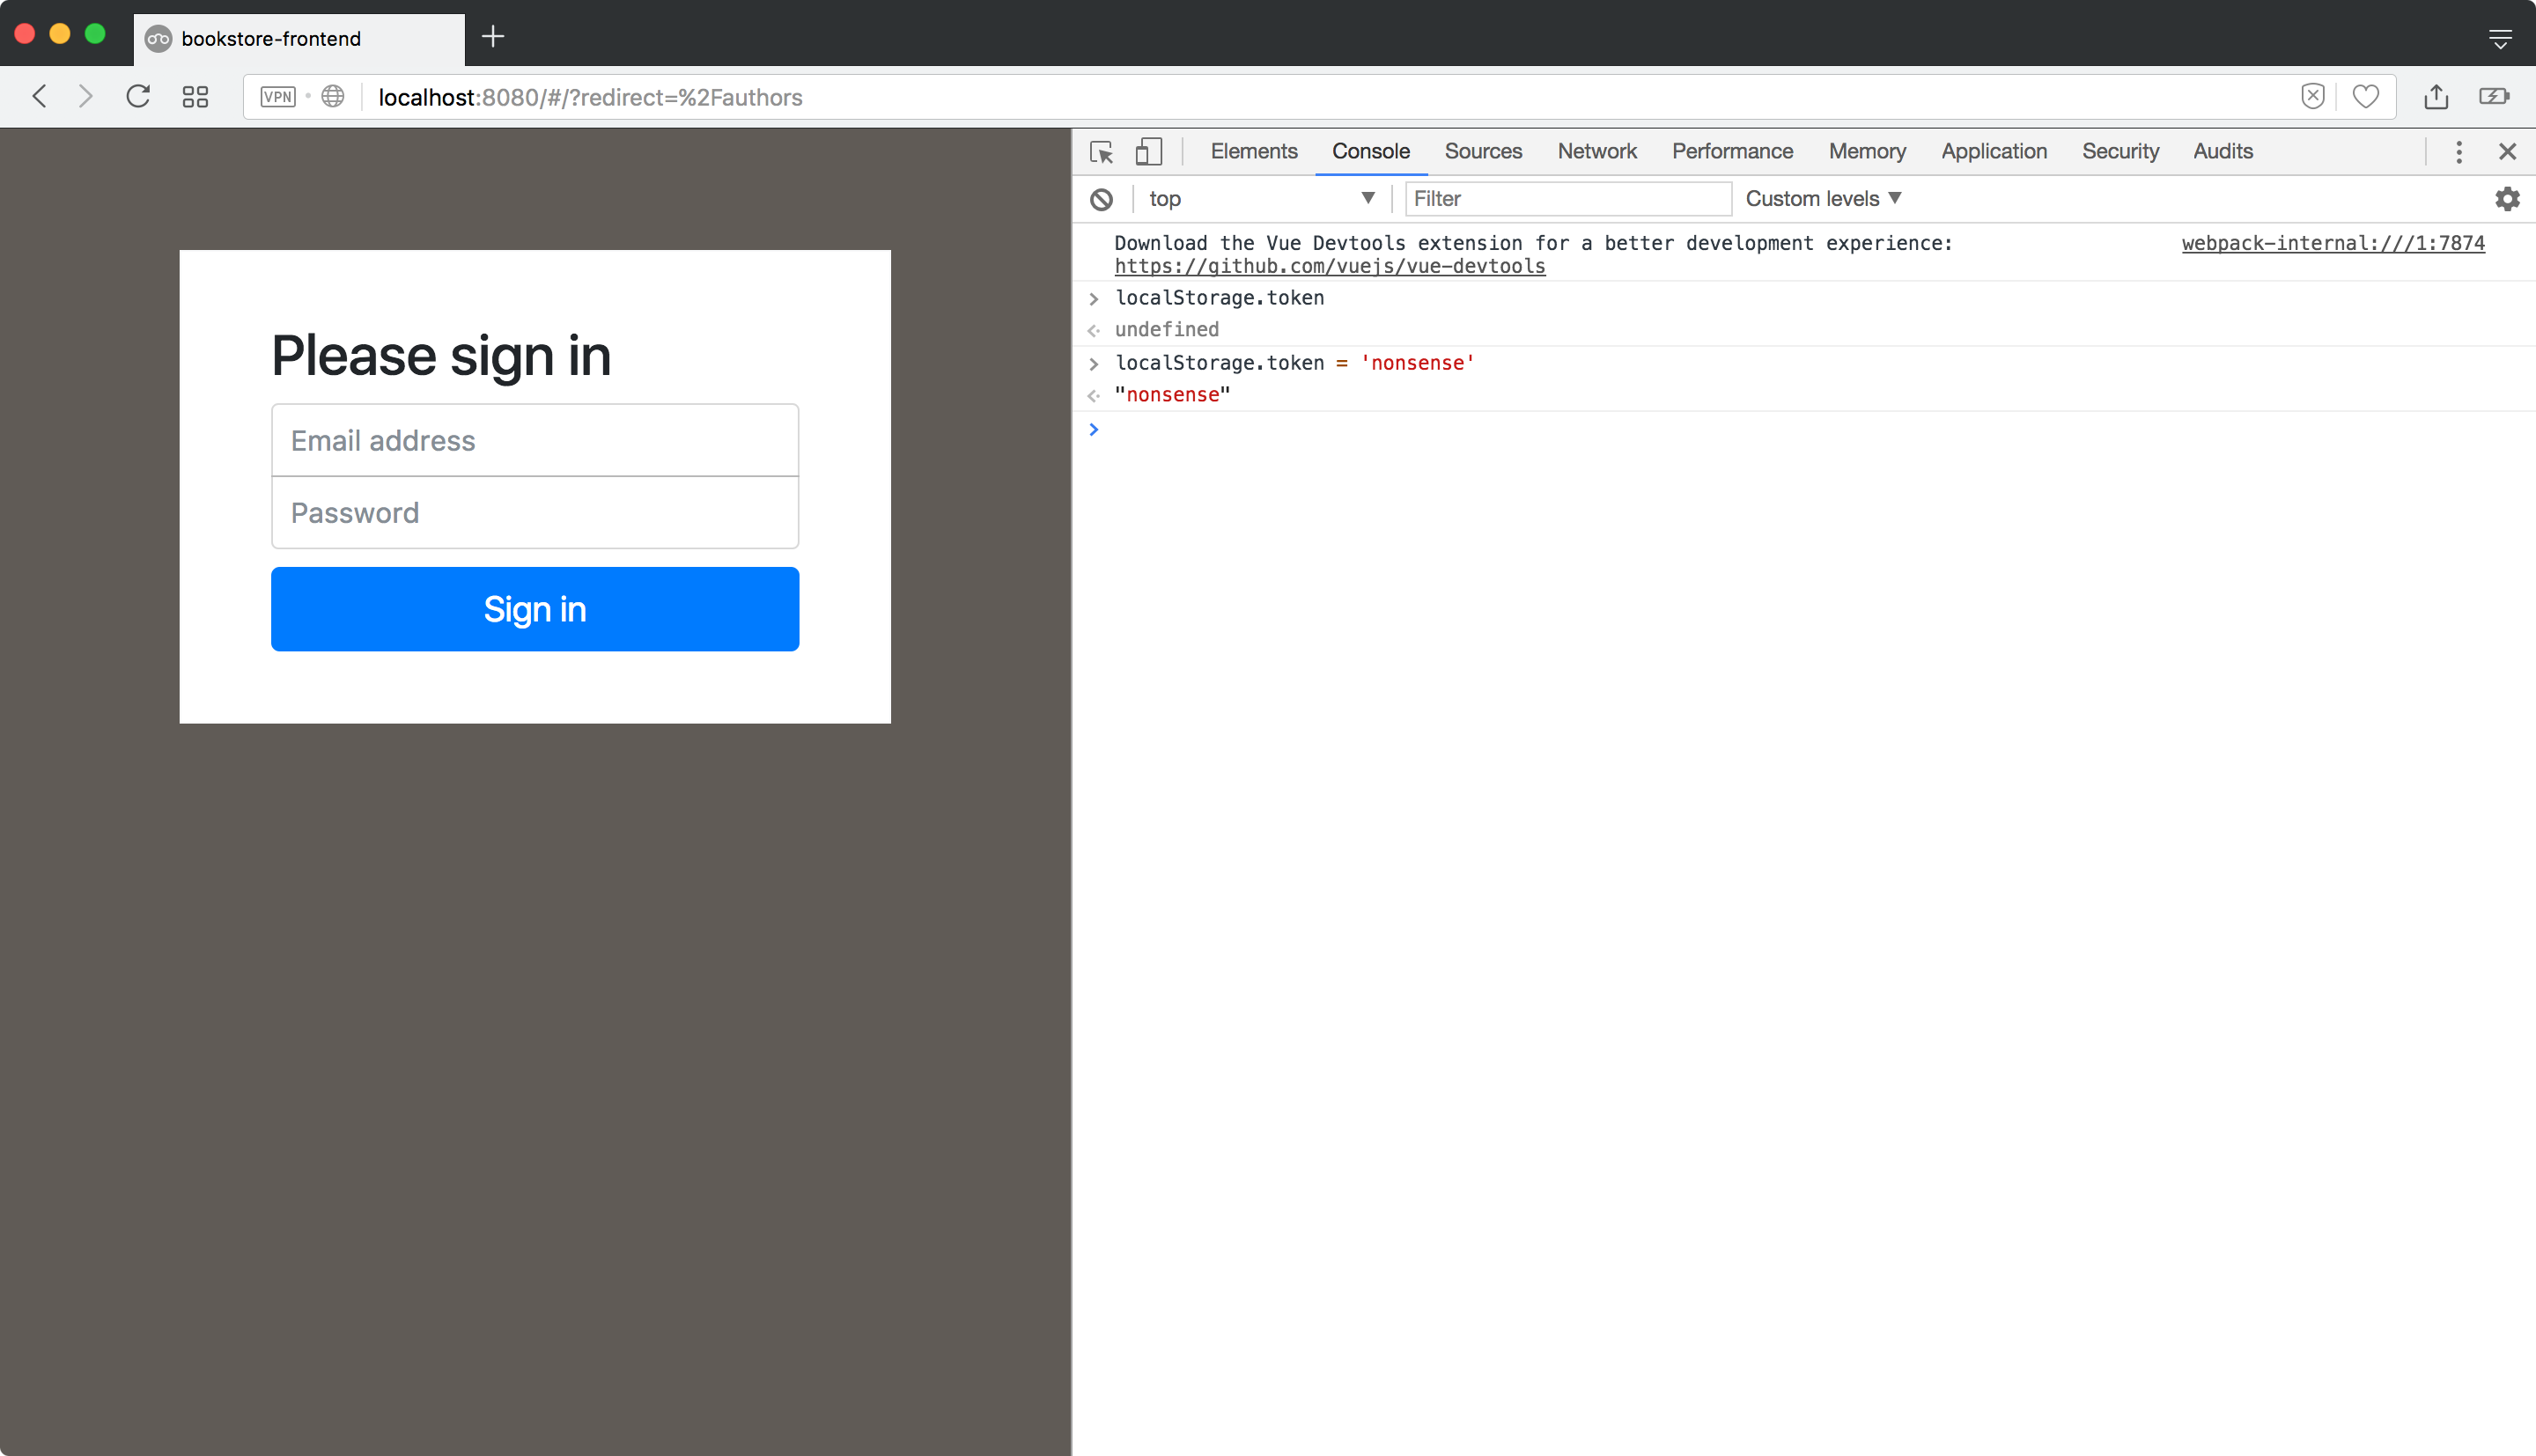 bookstore-frontend
VPN localhost:8080/#/?redirect=%2Fauthors
Please sign in
Email address
Password
Sign in
Elements Console Sources Network Performance Memory Application Security Audits
top ▼ Filter Custom levels ▼
Download the Vue Devtools extension for a better development experience: webpack-internal:///1:7874
https://github.com/vuejs/vue-devtools
> localStorage.token
undefined
> localStorage.token = 'nonsense'
"nonsense"
>